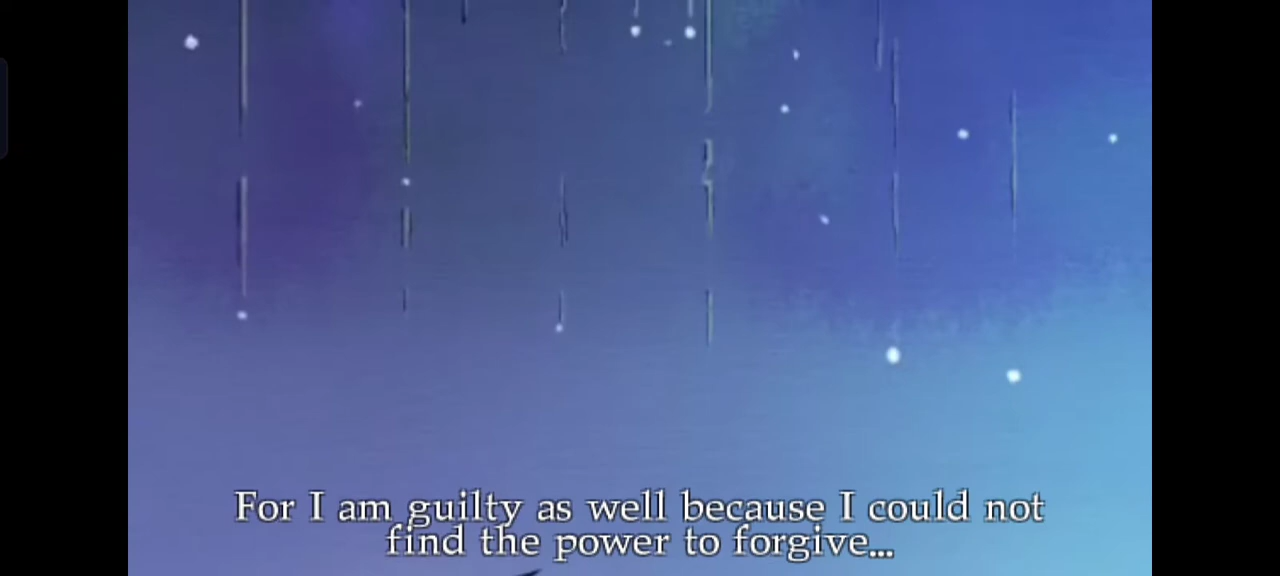 For I am guilty as well because I could not
find the power to forgive...